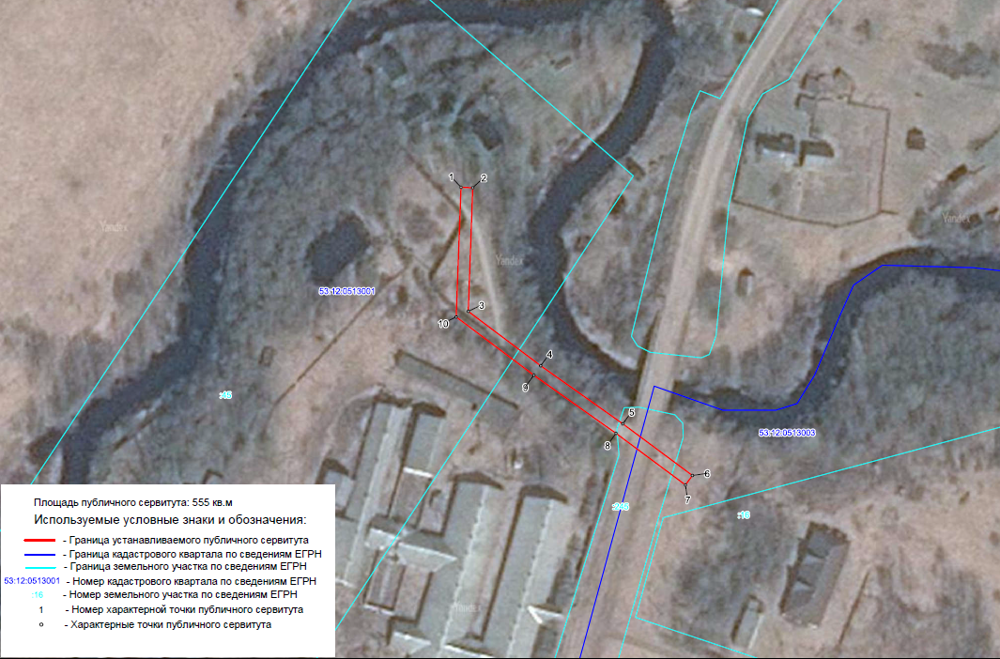 1
2
Yandex
Yandex
Yandex
53:12:0513001
3
10
4
9
:16
5
53:12:0513003
8
6
7
:245
:16
Yandex
Площадь публичного сервитута: 555 кв.м
Используемые условные знаки и обозначения:
- Граница устанавливаемого публичного сервитута
- Граница кадастрового квартала по сведениям ЕГРН
- Граница земельного участка по сведениям ЕГРН
53:12:0513001 - Номер кадастрового квартала по сведениям ЕГРН
:16 - Номер земельного участка по сведениям ЕГРН
1 - Номер характерной точки публичного сервитута
- Характерные точки публичного сервитута